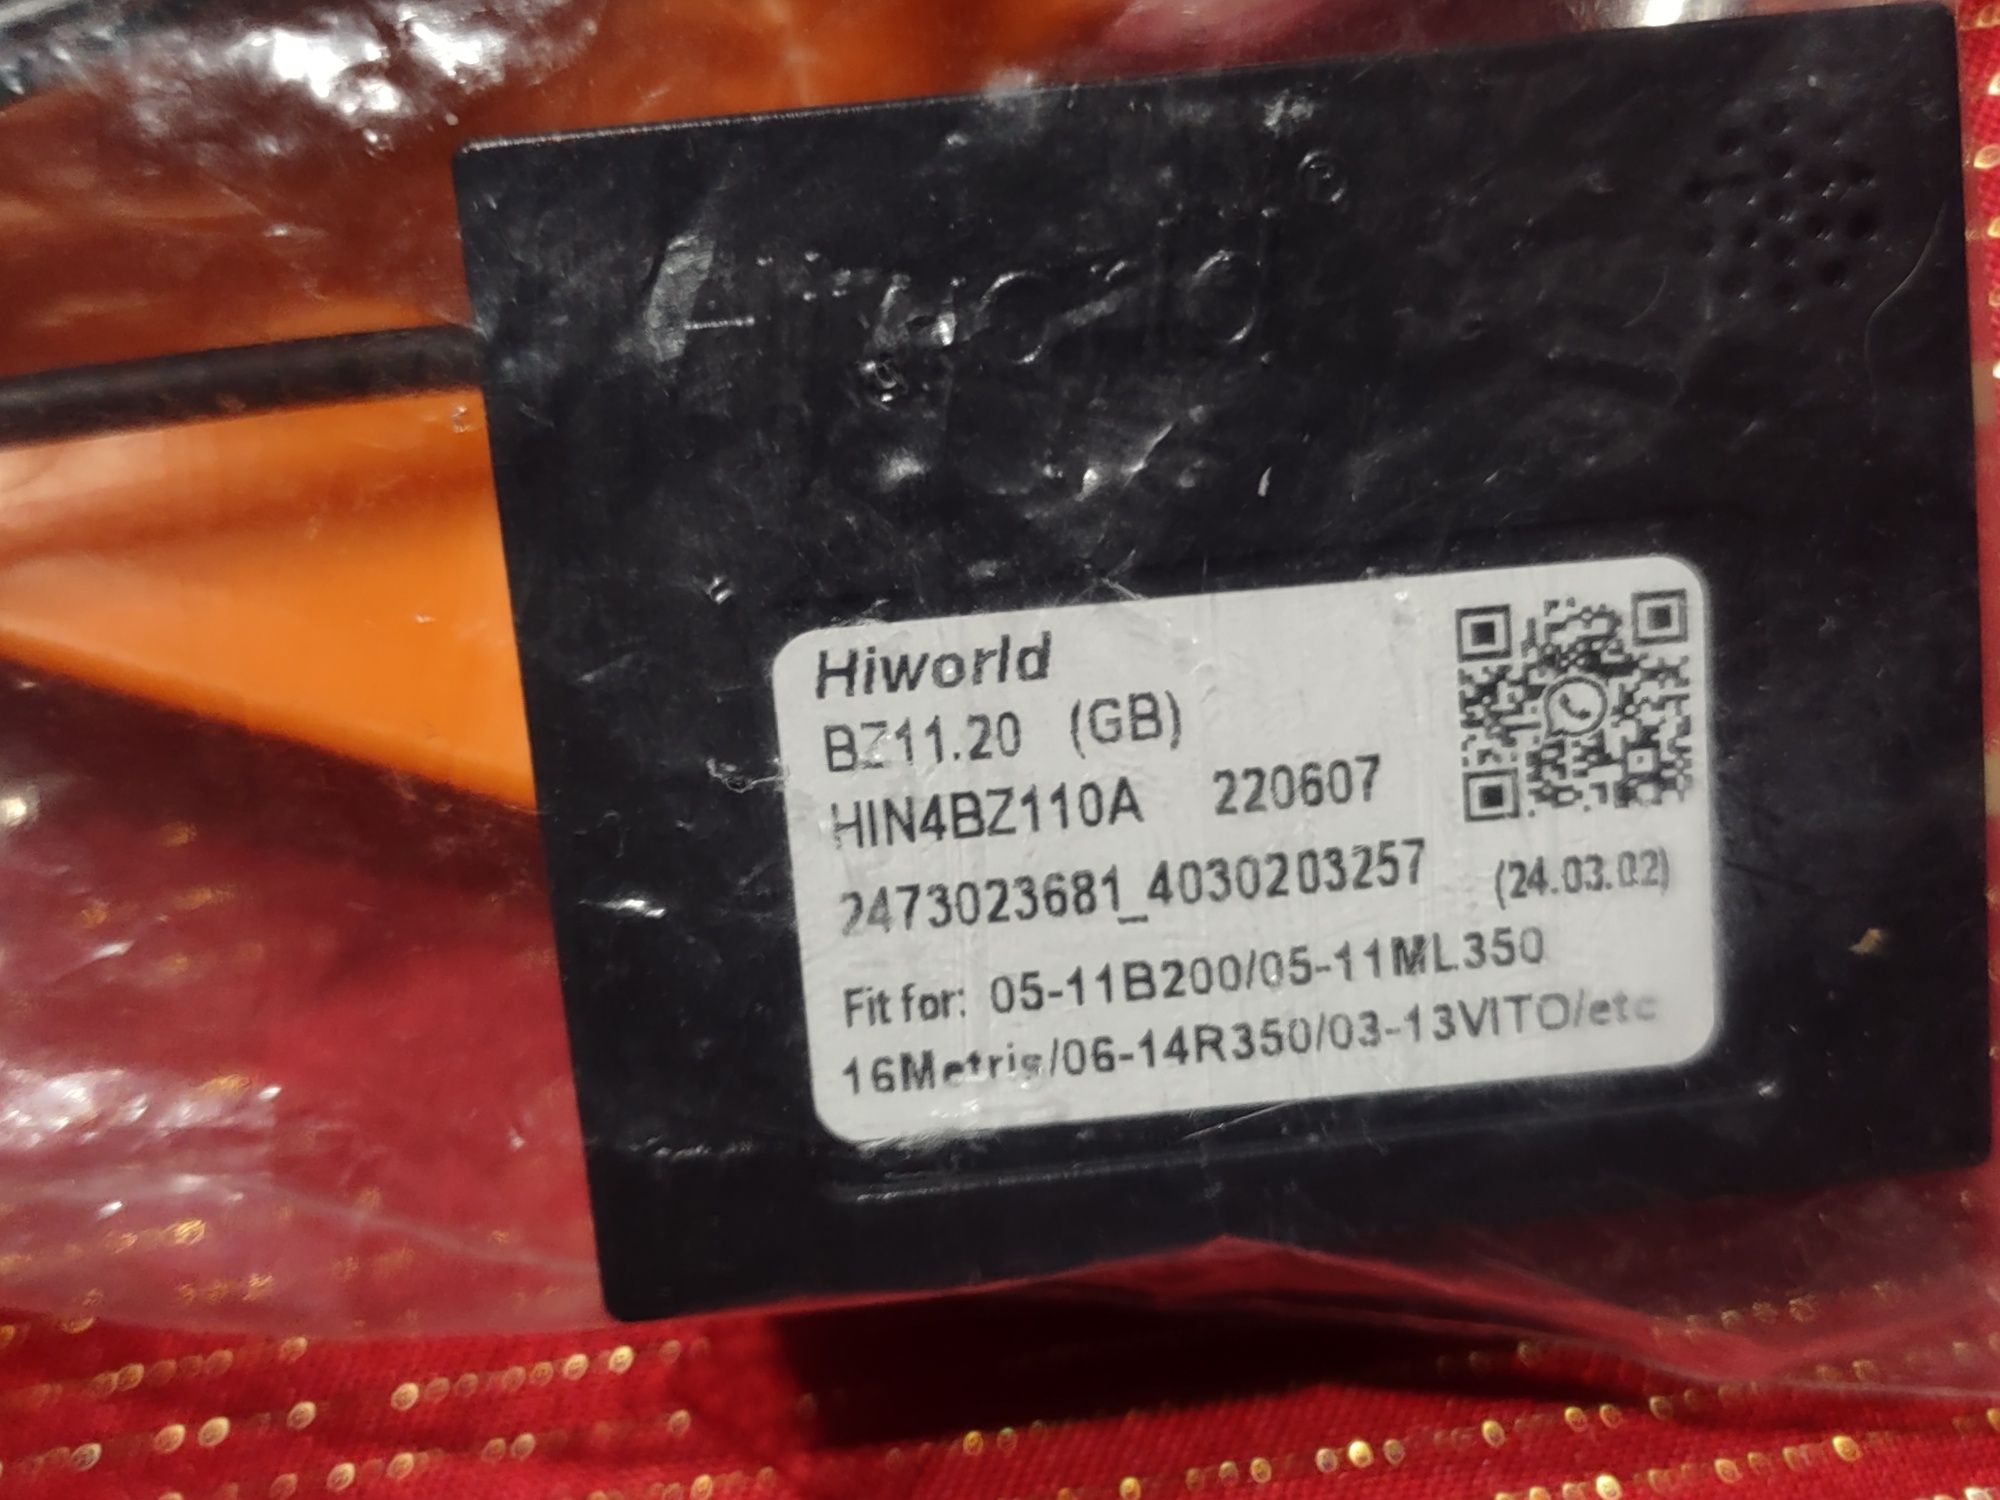 Hiworld
BZ11.20 (GB)
HIN4BZ110A 220607
2473023681_4030203257 (24.03.02)
Fit for: 05-11B200/05-11ML350
16Metris/06-14R350/03-13VITO/etc